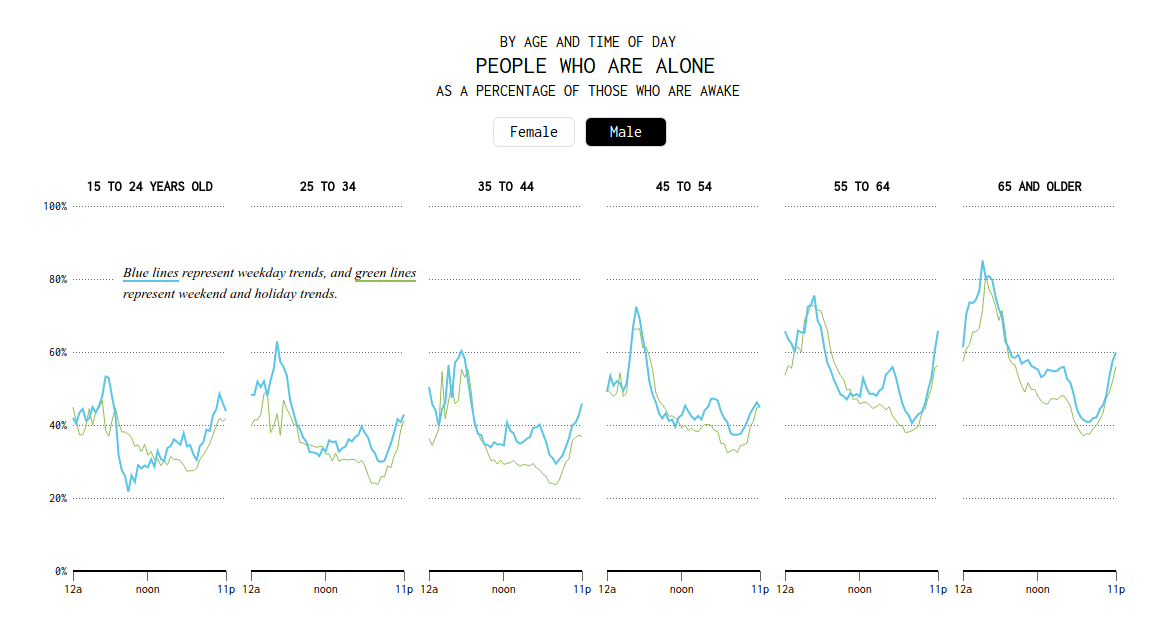 BY AGE AND TIME OF DAY
PEOPLE WHO ARE ALONE
AS A PERCENTAGE OF THOSE WHO ARE AWAKE
Female Male
15 TO 24 YEARS OLD 25 TO 34 35 TO 44 45 TO 54 55 TO 64 65 AND OLDER
100%
80%
Blue lines represent weekday trends, and green lines
represent weekend and holiday trends.
60%
40%
20%
0%
12a noon 11p 12a noon 11p 12a noon 11p 12a noon 11p 12a noon 11p 12a noon 11p